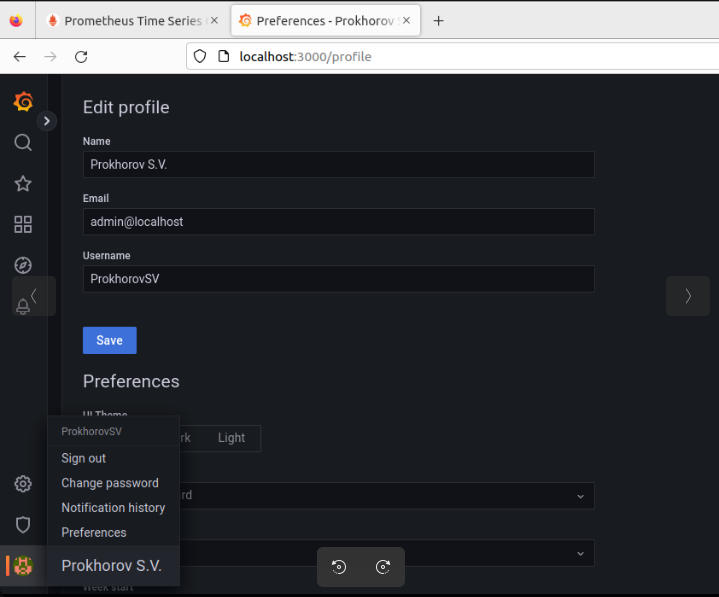 Prometheus Time Series
Preferences - Prokhorov S
localhost:3000/profile
Edit profile
Name
Prokhorov S.V.
Email
admin@localhost
Username
ProkhorovSV
Save
Preferences
UI Theme
ProkhorovSV
rk Light
Sign out
Change password
rd
Notification history
Preferences
Prokhorov S.V.
Week start